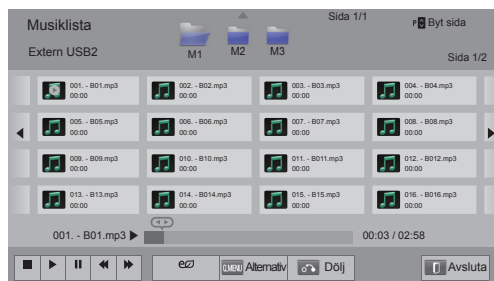 Musiklista
Sida 1/1
P Byt sida
Extern USB2
M1
M2
M3
Sida 1/2
001. - B01.mp3
00:00
002. - B02.mp3
00:00
003. - B03.mp3
00:00
004. - B04.mp3
00:00
005. - B05.mp3
00:00
006. - B06.mp3
00:00
007. - B07.mp3
00:00
008. - B08.mp3
00:00
009. - B09.mp3
00:00
010. - B10.mp3
00:00
011. - B011.mp3
00:00
012. - B012.mp3
00:00
013. - B13.mp3
00:00
014. - B014.mp3
00:00
015. - B15.mp3
00:00
016. - B016.mp3
00:00
001. - B01.mp3
00:03 / 02:58
Q.MENU Alternativ
Dölj
Avsluta